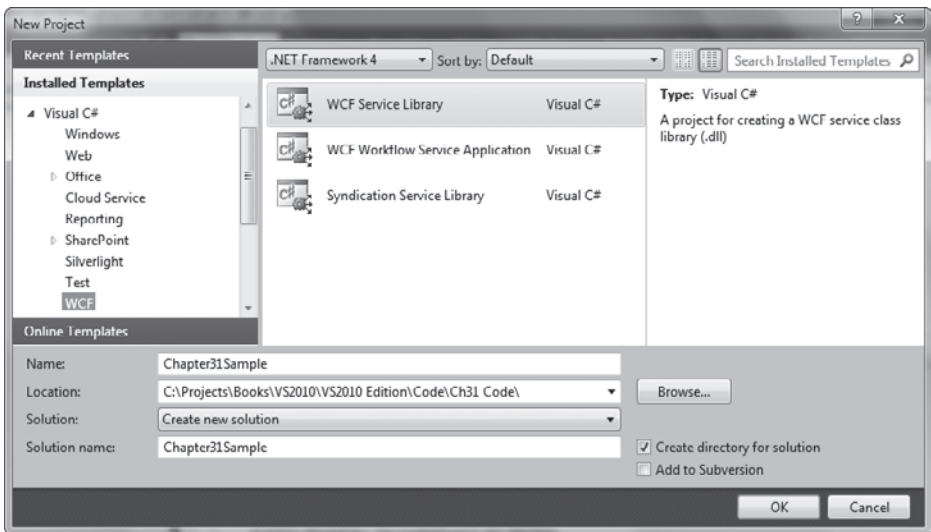 New Project
Recent Templates
.NET Framework 4
Sort by: Default
Search Installed Templates
Installed Templates
Visual C#
Windows
Web
Office
Cloud Service
Reporting
SharePoint
Silverlight
Test
WCF
Online Templates
WCF Service Library Visual C#
WCF Workflow Service Application Visual C#
Syndication Service Library Visual C#
Type: Visual C#
A project for creating a WCF service class
library (.dll)
Name: Chapter31Sample
Location: C:\Projects\Books\VS2010\VS2010 Edition\Code\Ch31 Code\
Browse...
Solution: Create new solution
Solution name: Chapter31Sample
Create directory for solution
Add to Subversion
OK Cancel